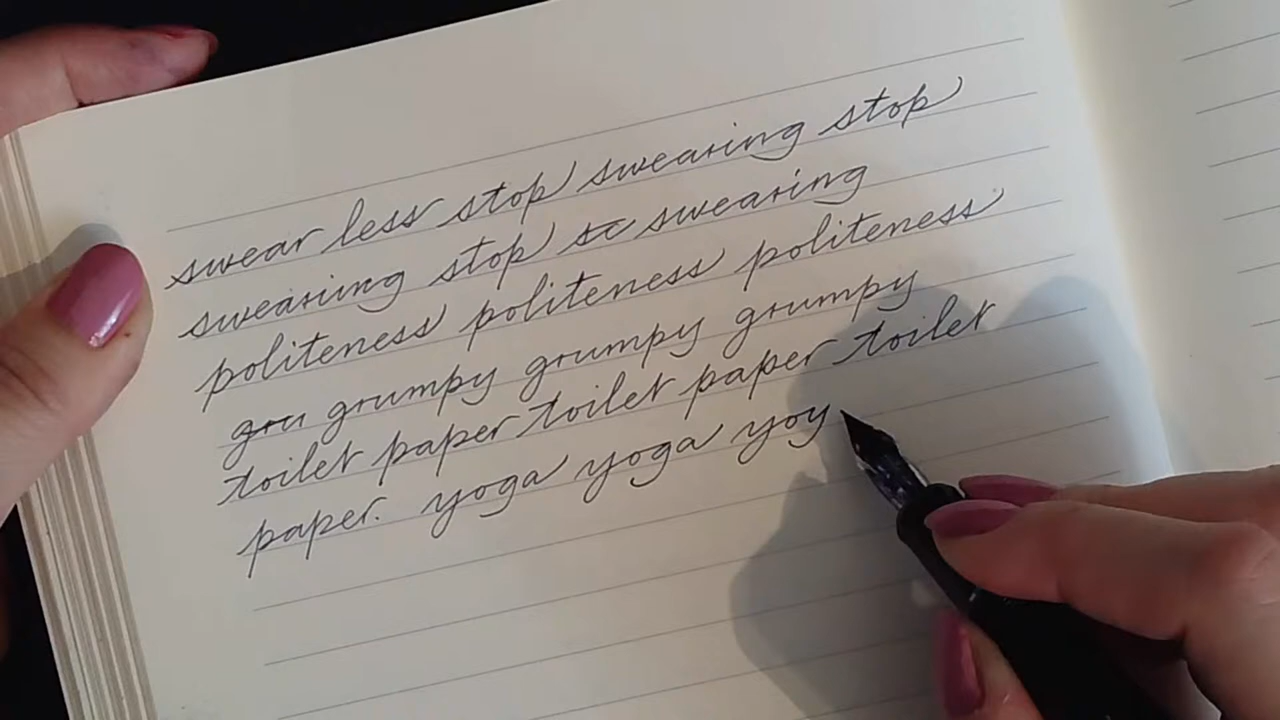 swear less stop swearing stop
swearing stop sc swearing
politeness politeness politeness
gru grumpy grumpy grumpy
toilet paper toilet paper toilet
paper. yoga yoga yoy